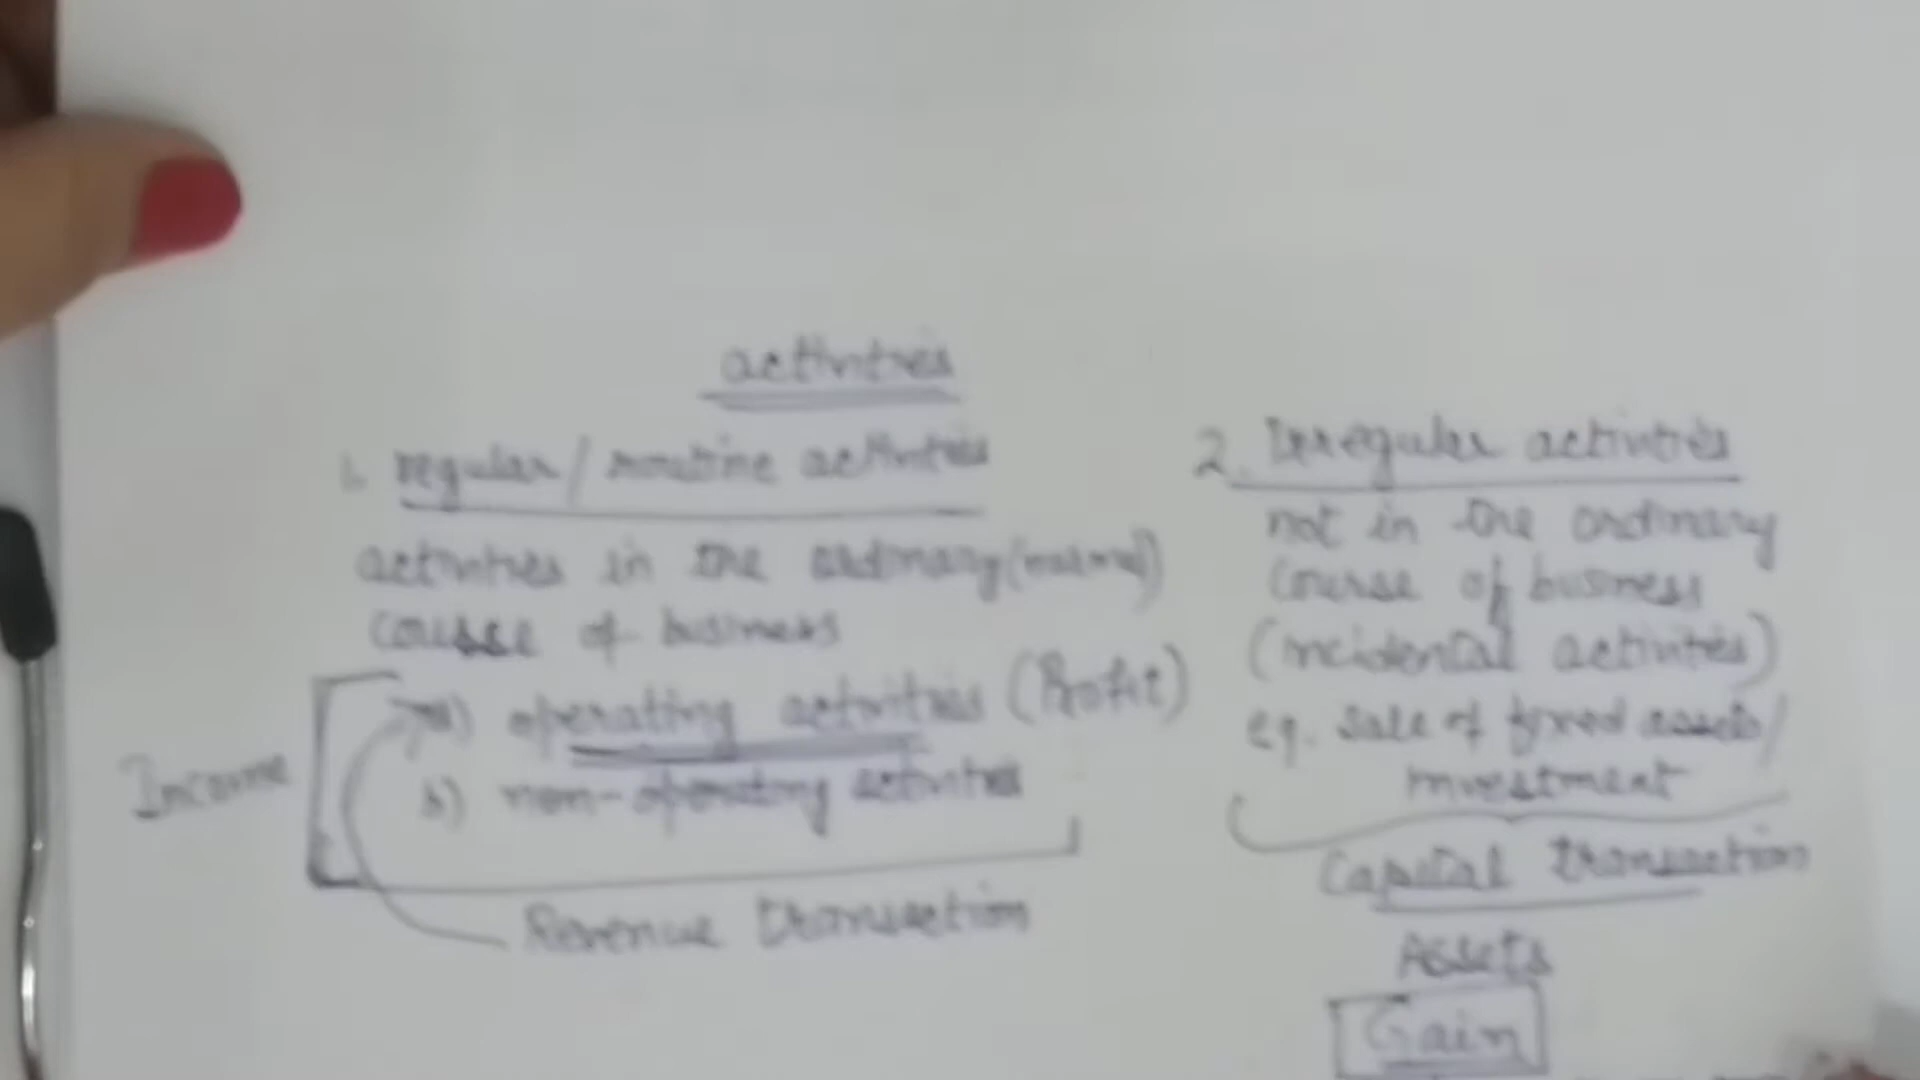 activities
1. regular/routine activities
activities in the ordinary (normal)
course of business
a) operating activities (Profit)
b) non-operating activities
Income
Revenue transaction
2. Irregular activities
not in the ordinary
course of business
(incidental activities)
eg. sale of fixed assets/
investment
Capital transaction
Assets
Gain